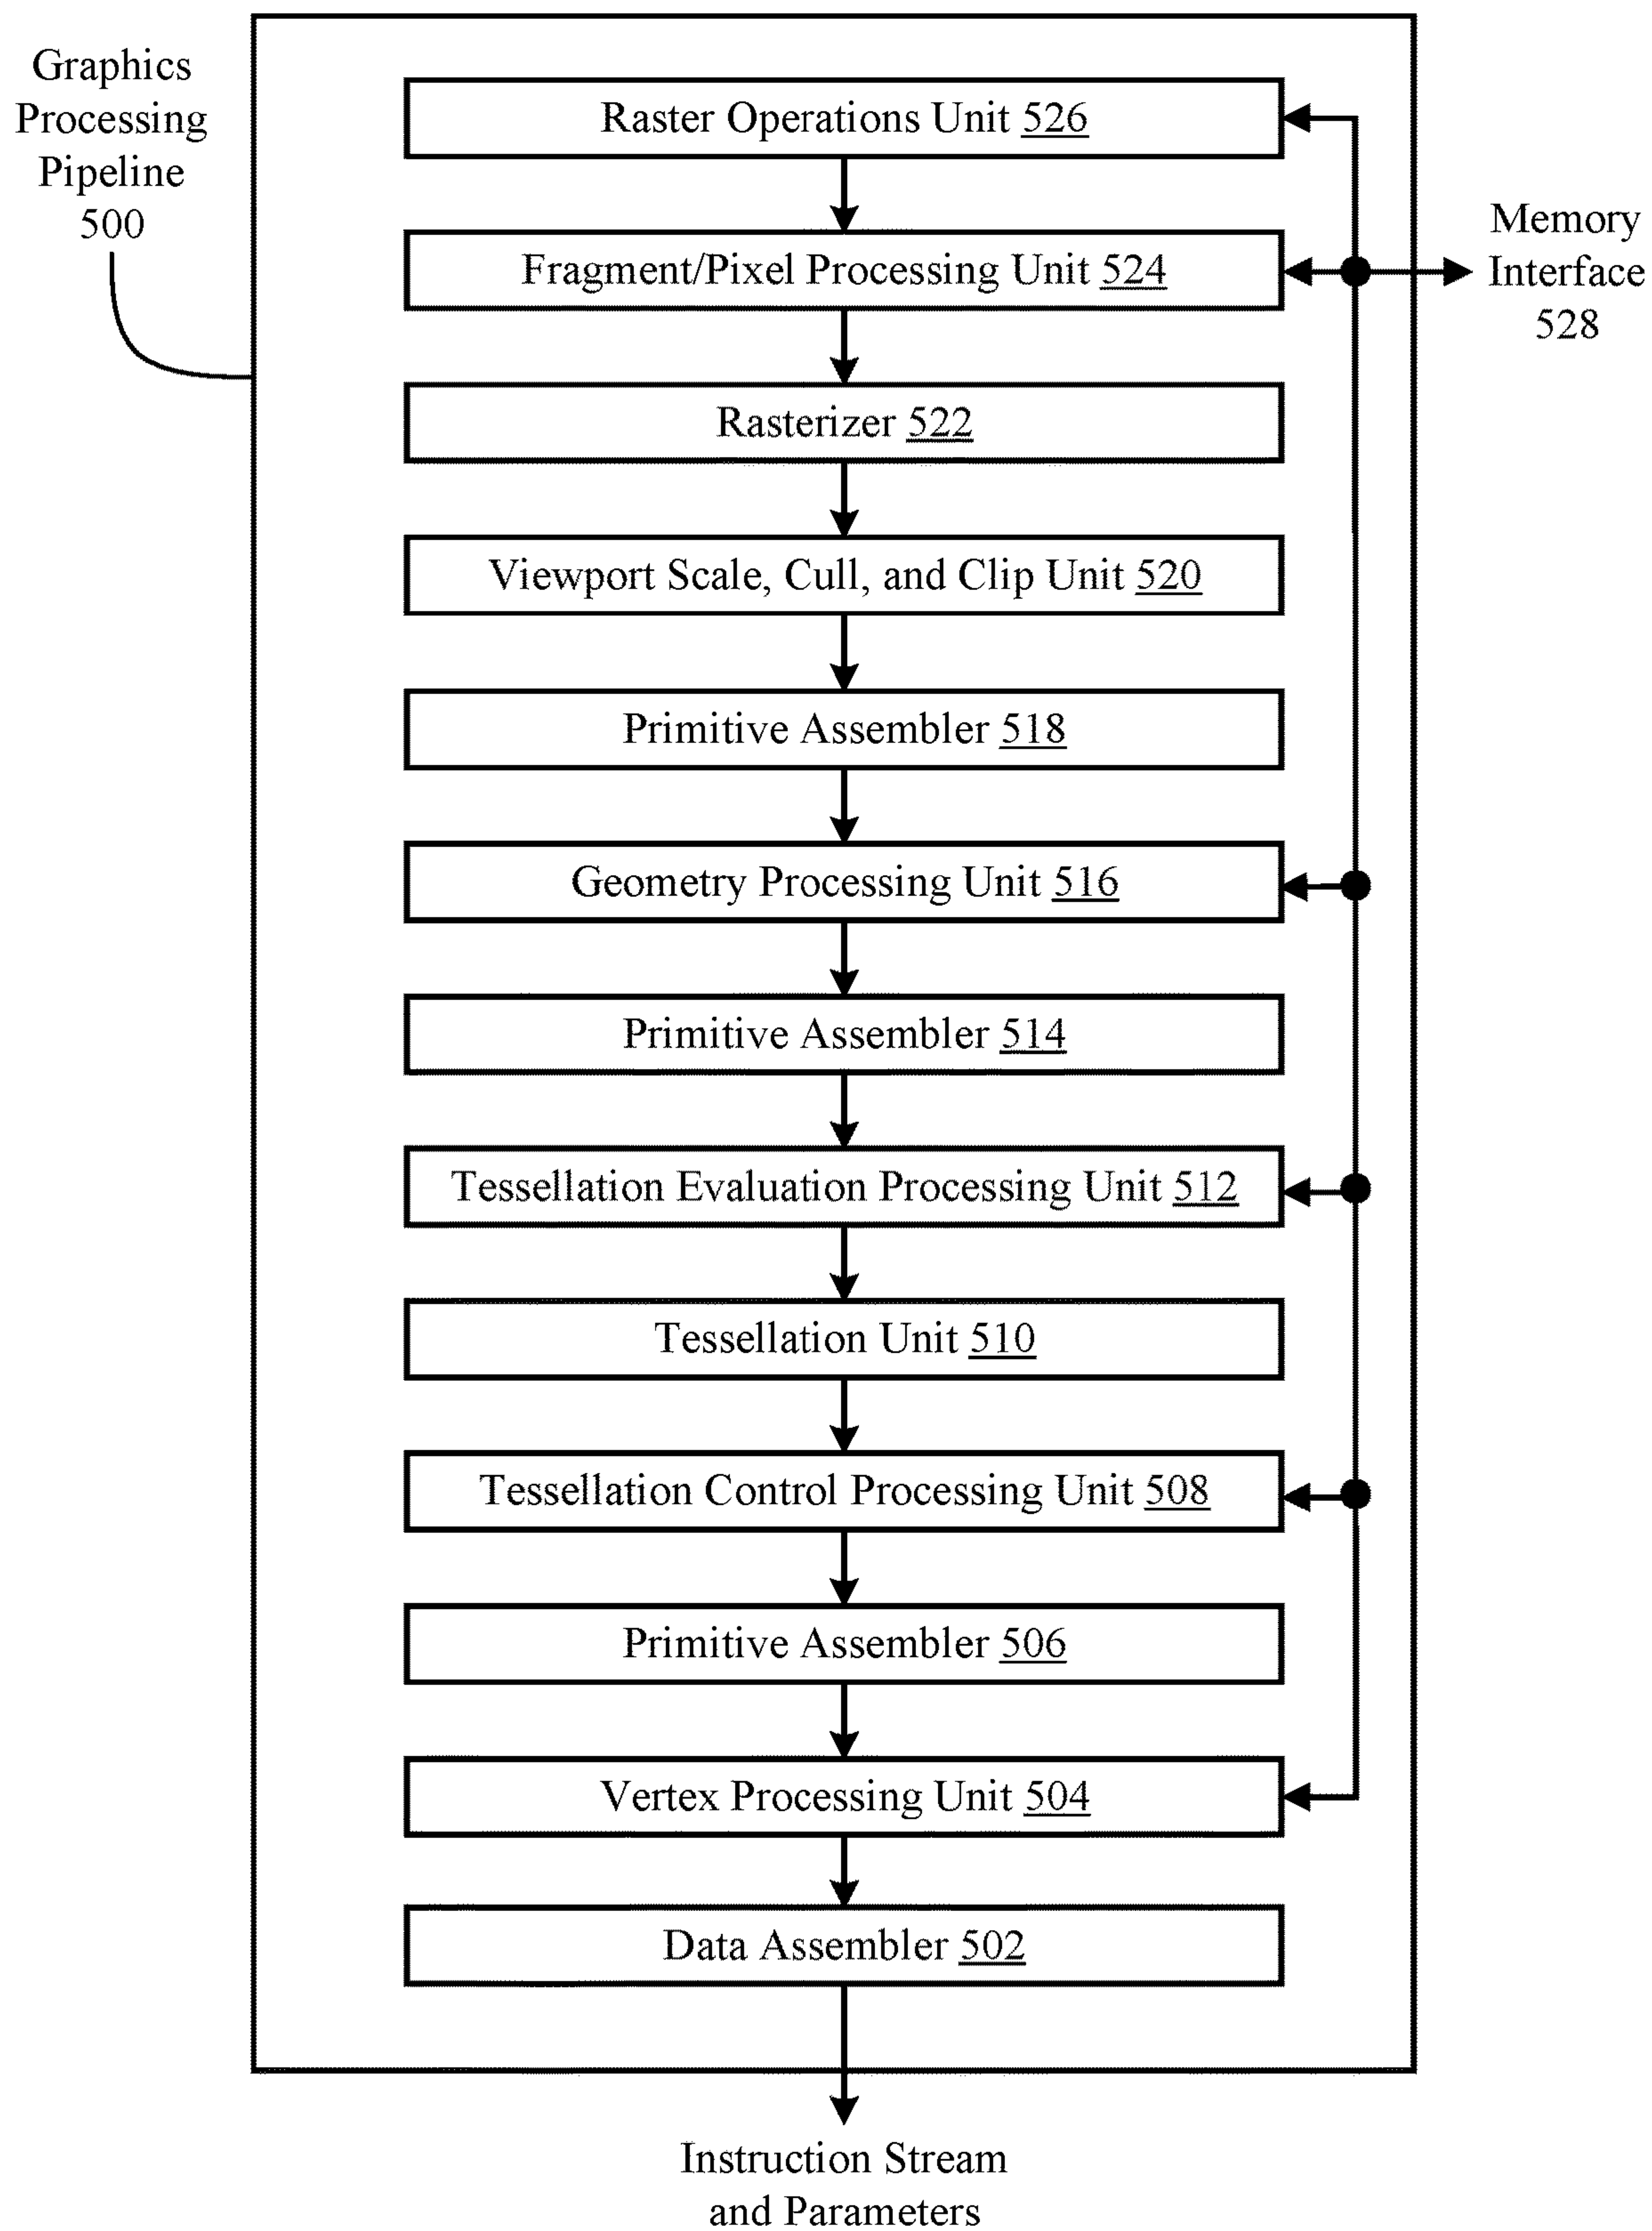 Graphics
Processing
Pipeline
500
Raster Operations Unit 526
Fragment/Pixel Processing Unit 524
Memory
Interface
528
Rasterizer 522
Viewport Scale, Cull, and Clip Unit 520
Primitive Assembler 518
Geometry Processing Unit 516
Primitive Assembler 514
Tessellation Evaluation Processing Unit 512
Tessellation Unit 510
Tessellation Control Processing Unit 508
Primitive Assembler 506
Vertex Processing Unit 504
Data Assembler 502
Instruction Stream
and Parameters